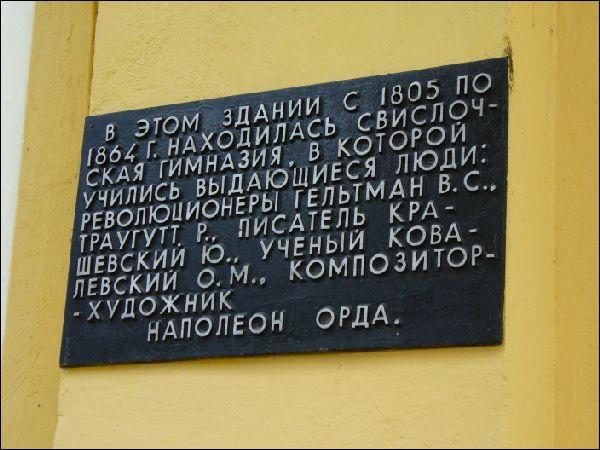 В ЭТОМ ЗДАНИИ С 1805 ПО
1864 Г. НАХОДИЛАСЬ СВИСЛОЧ-
СКАЯ ГИМНАЗИЯ, В КОТОРОЙ
УЧИЛИСЬ ВЫДАЮЩИЕСЯ ЛЮДИ:
РЕВОЛЮЦИОНЕРЫ ГЕЛЬТМАН В.С.,
ТРАУГУТТ Р., ПИСАТЕЛЬ КРА-
ШЕВСКИЙ Ю., УЧЕНЫЙ КОВА-
ЛЕВСКИЙ О.М., КОМПОЗИТОР-
-ХУДОЖНИК
НАПОЛЕОН ОРДА.